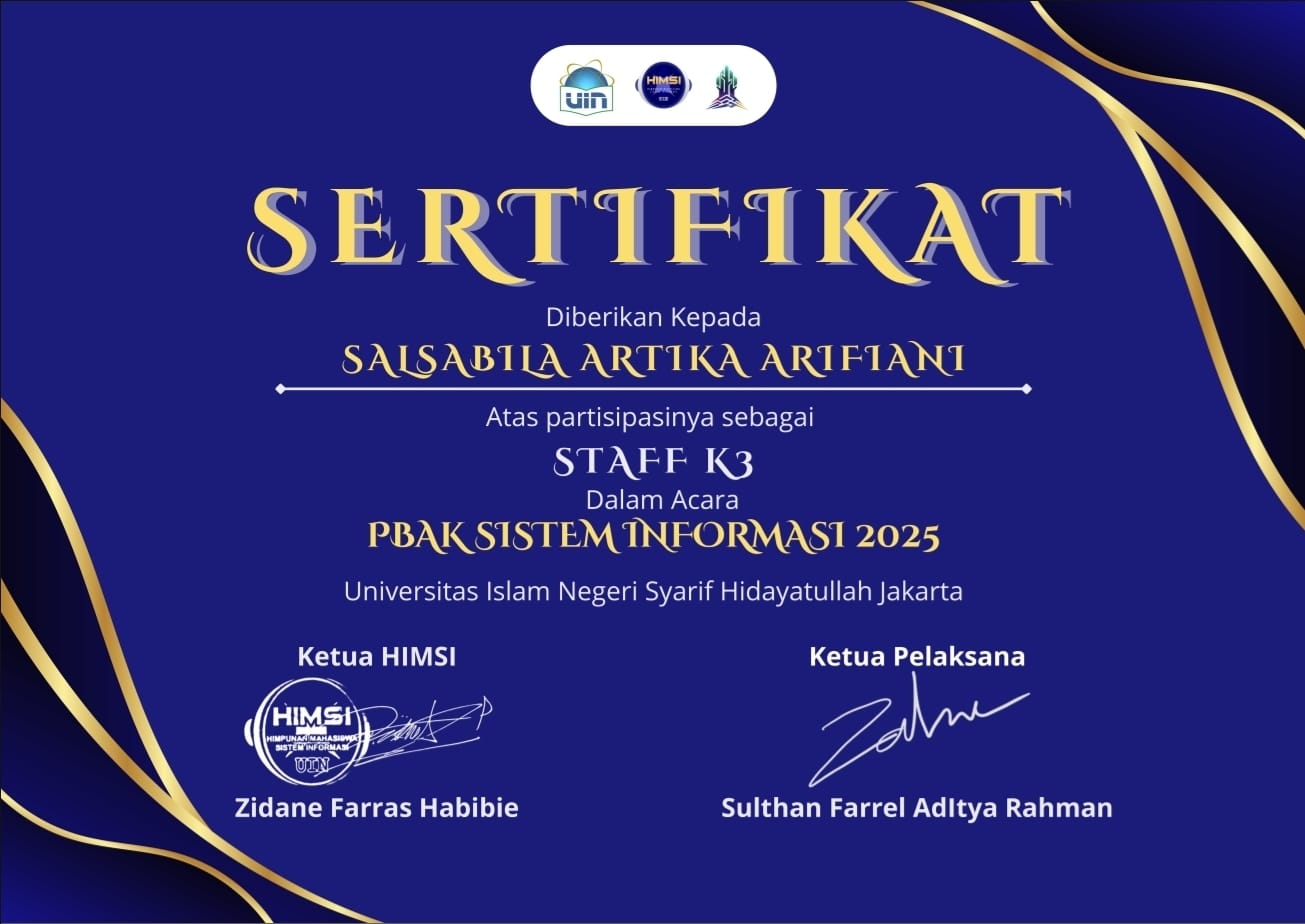 UIN
HIMSI
SERTIFIKAT
Diberikan Kepada
SALSABILA ARTIKA ARIFIANI
Atas partisipasinya sebagai
STAFF K3
Dalam Acara
PBAK SISTEM INFORMASI 2025
Universitas Islam Negeri Syarif Hidayatullah Jakarta
Ketua HIMSI
Ketua Pelaksana
HIMSI
HIMPUNAN MAHASISWA
SISTEM INFORMASI
UIN
Zidane Farras Habibie
Sulthan Farrel AdItya Rahman